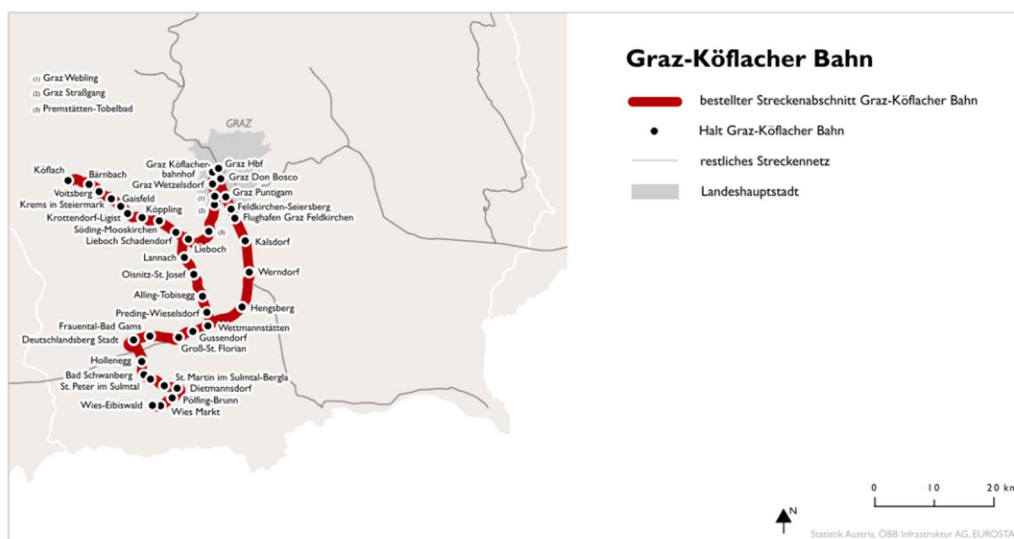 Graz-Köflacher Bahn
bestellter Streckenabschnitt Graz-Köflacher Bahn
Halt Graz-Köflacher Bahn
restliches Streckennetz
Landeshauptstadt
(1) Graz Webling
(2) Graz Straßgang
(3) Premstätten-Tobelbad
GRAZ
Graz Köflacher-
bahnhof
Graz Hbf
Graz Don Bosco
Graz Wetzelsdorf
Graz Puntigam
(1)
(2)
Feldkirchen-Seiersberg
Flughafen Graz Feldkirchen
(3)
Köflach
Bärnbach
Voitsberg
Gaisfeld
Krems in Steiermark
Köppling
Krottendorf-Ligist
Söding-Mooskirchen
Lieboch Schadendorf
Lieboch
Kalsdorf
Lannach
Oisnitz-St. Josef
Werndorf
Alling-Tobisegg
Hengsberg
Preding-Wieselsdorf
Wettmannstätten
Frauental-Bad Gams
Gussendorf
Deutschlandsberg Stadt
Groß-St. Florian
Hollenegg
Bad Schwanberg
St. Martin im Sulmtal-Bergla
St. Peter im Sulmtal
Dietmannsdorf
Pölfing-Brunn
Wies-Eibiswald
Wies Markt
0 10 20 km
N
Statistik Austria, ÖBB Infrastruktur AG, EUROSTA